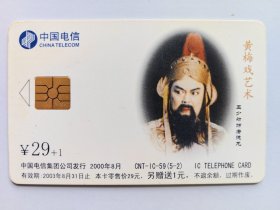 中国电信
CHINA TELECOM
黄梅戏艺术
¥29+1
中国电信集团公司发行 2000年8月 CNT-IC-59(5-2) IC TELEPHONE CARD
有效期 2003年8月31日止 本卡零售价29元，另赠送1元，不退余额，过期作废。